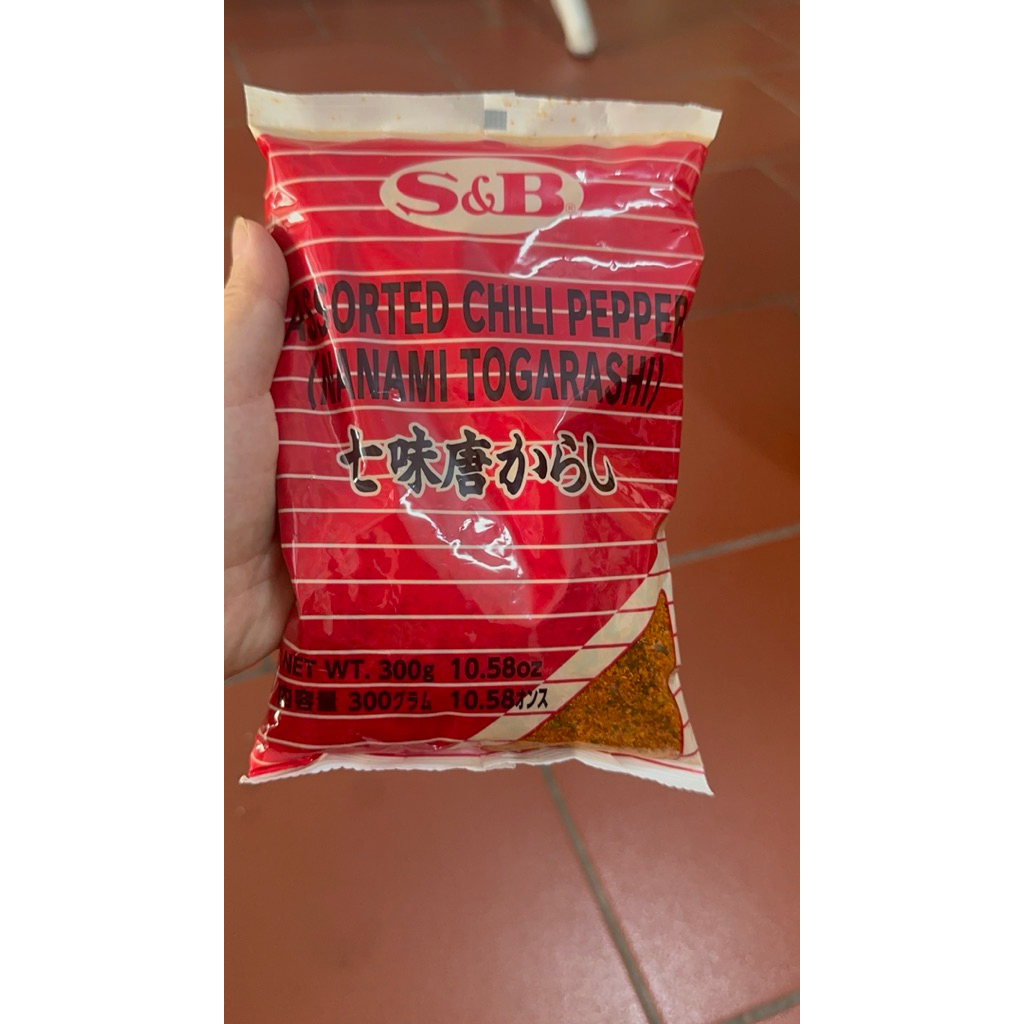 S&B®
ASSORTED CHILI PEPPER
(NANAMI TOGARASHI)
七味唐からし
NET WT. 300g 10.58oz
内容量 300グラム 10.58オンス